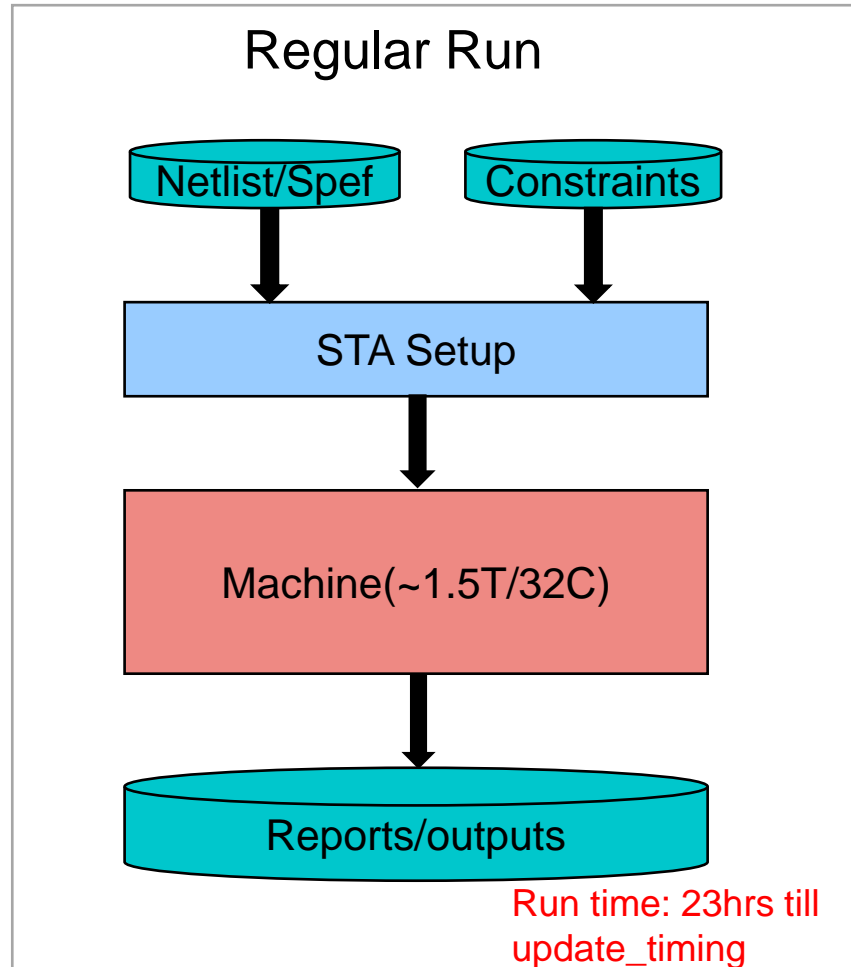 Regular Run
Netlist/Spef
Constraints
STA Setup
Machine(~1.5T/32C)
Reports/outputs
Run time: 23hrs till
update_timing